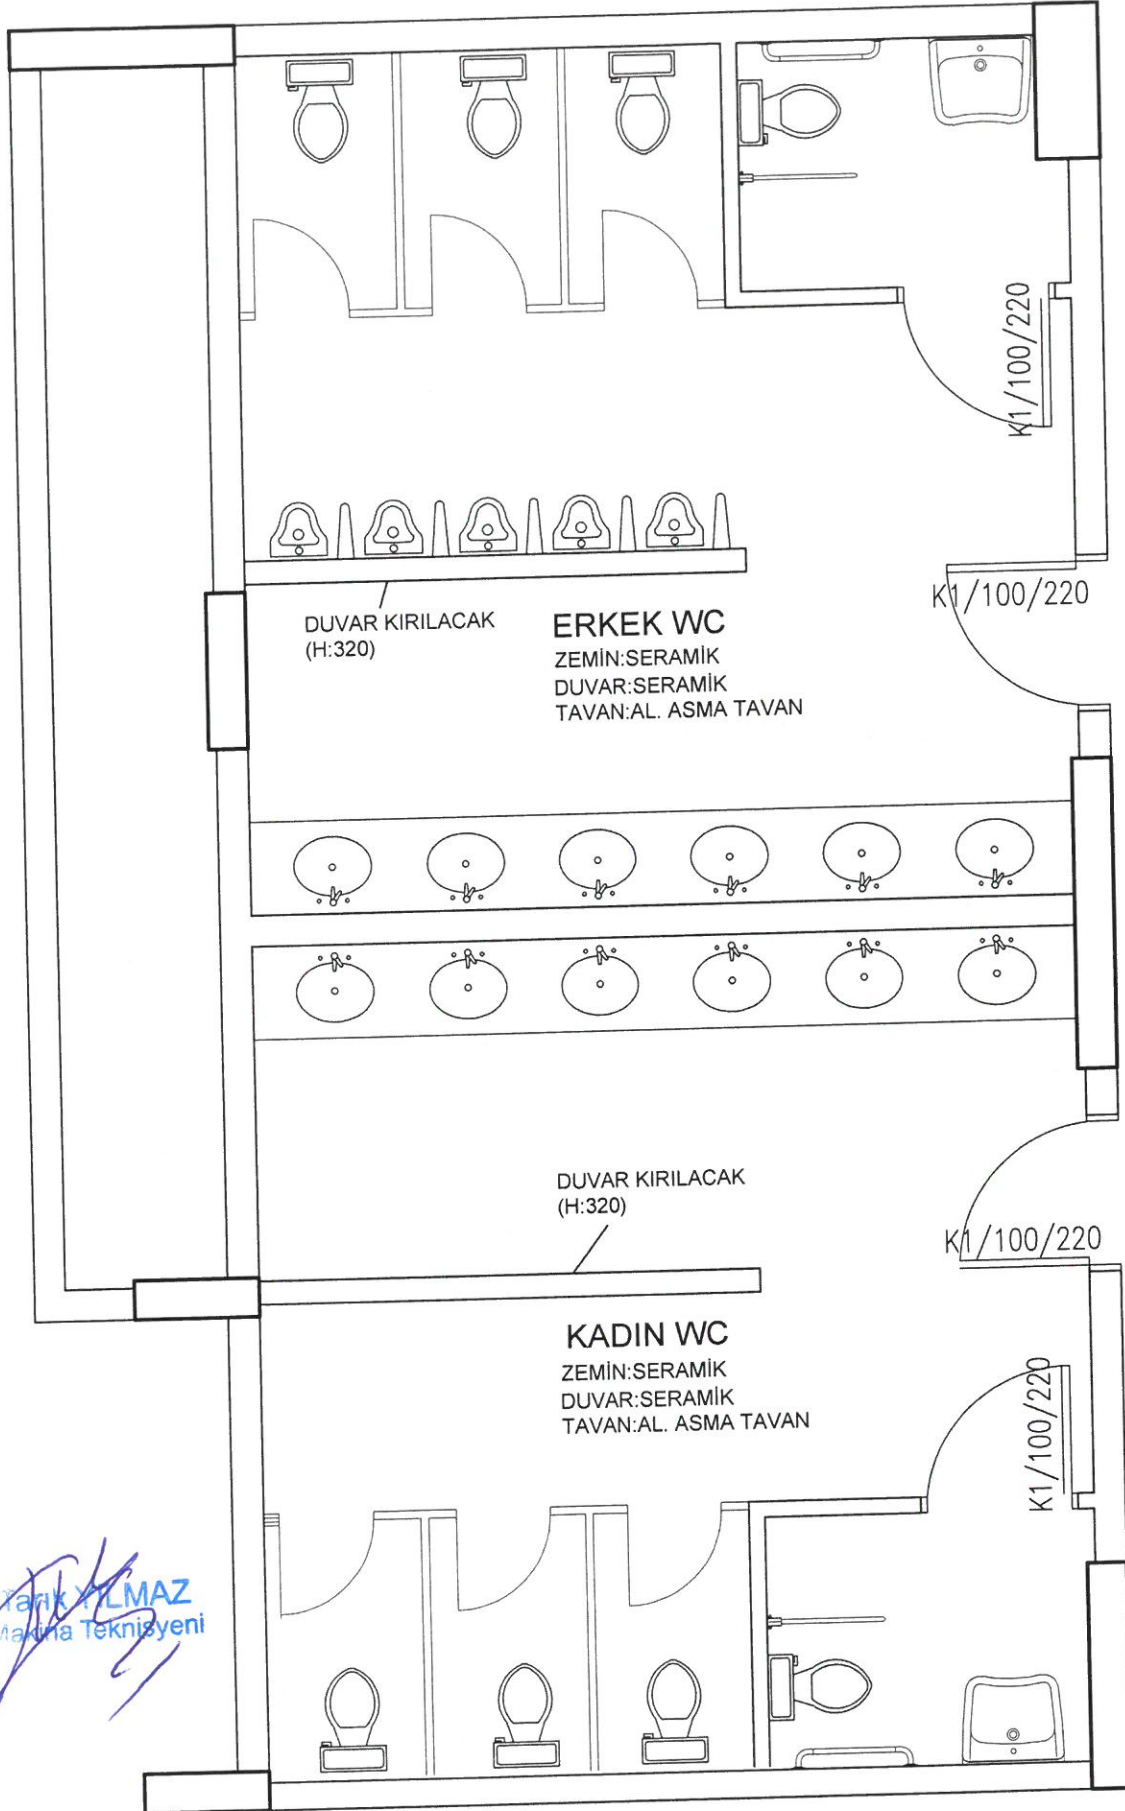 K1/100/220
DUVAR KIRILACAK
(H:320)
ERKEK WC
ZEMİN:SERAMİK
DUVAR:SERAMİK
TAVAN:AL. ASMA TAVAN
K1/100/220
DUVAR KIRILACAK
(H:320)
K1/100/220
KADIN WC
ZEMİN:SERAMİK
DUVAR:SERAMİK
TAVAN:AL. ASMA TAVAN
K1/100/220
Tarık YILMAZ
Makina Teknisyeni